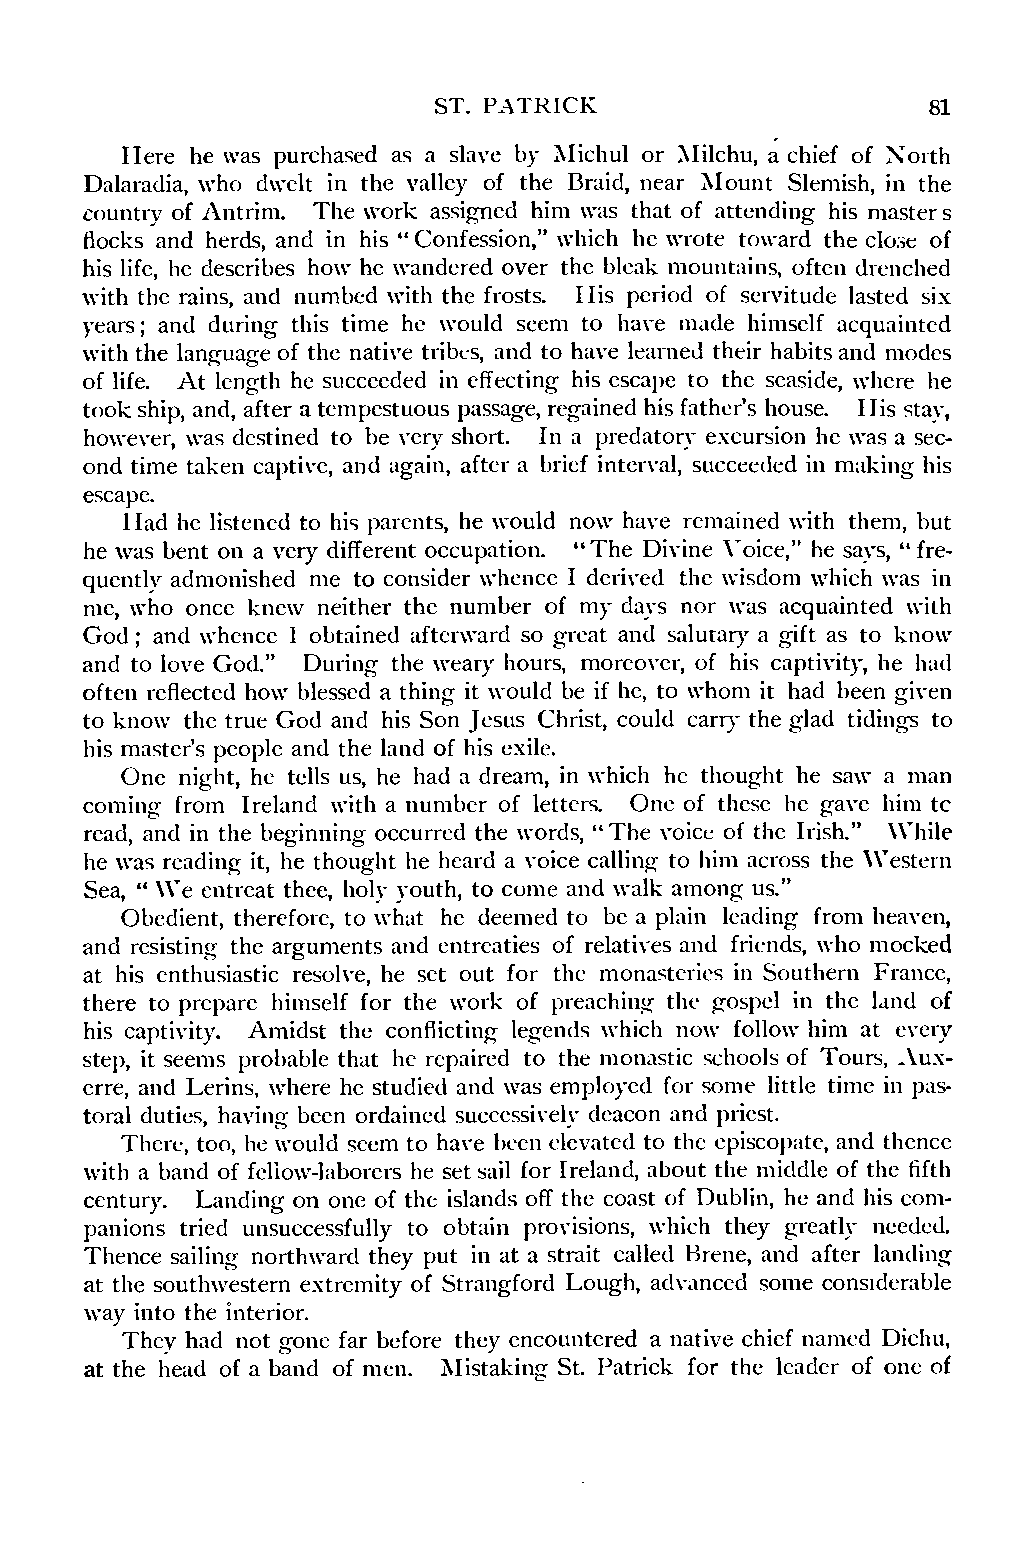 ST. PATRICK 81
Here he was purchased as a slave by Michul or Milchu, a chief of North
Dalaradia, who dwelt in the valley of the Braid, near Mount Slemish, in the
country of Antrim. The work assigned him was that of attending his master s
flocks and herds, and in his "Confession," which he wrote toward the close of
his life, he describes how he wandered over the bleak mountains, often drenched
with the rains, and numbed with the frosts. His period of servitude lasted six
years; and during this time he would seem to have made himself acquainted
with the language of the native tribes, and to have learned their habits and modes
of life. At length he succeeded in effecting his escape to the seaside, where he
took ship, and, after a tempestuous passage, regained his father's house. His stay,
however, was destined to be very short. In a predatory excursion he was a sec-
ond time taken captive, and again, after a brief interval, succeeded in making his
escape.
Had he listened to his parents, he would now have remained with them, but
he was bent on a very different occupation. "The Divine Voice," he says, "fre-
quently admonished me to consider whence I derived the wisdom which was in
me, who once knew neither the number of my days nor was acquainted with
God; and whence I obtained afterward so great and salutary a gift as to know
and to love God." During the weary hours, moreover, of his captivity, he had
often reflected how blessed a thing it would be if he, to whom it had been given
to know the true God and his Son Jesus Christ, could carry the glad tidings to
his master's people and the land of his exile.
One night, he tells us, he had a dream, in which he thought he saw a man
coming from Ireland with a number of letters. One of these he gave him tc
read, and in the beginning occurred the words, "The voice of the Irish." While
he was reading it, he thought he heard a voice calling to him across the Western
Sea, "We entreat thee, holy youth, to come and walk among us."
Obedient, therefore, to what he deemed to be a plain leading from heaven,
and resisting the arguments and entreaties of relatives and friends, who mocked
at his enthusiastic resolve, he set out for the monasteries in Southern France,
there to prepare himself for the work of preaching the gospel in the land of
his captivity. Amidst the conflicting legends which now follow him at every
step, it seems probable that he repaired to the monastic schools of Tours, Aux-
erre, and Lerins, where he studied and was employed for some little time in pas-
toral duties, having been ordained successively deacon and priest.
There, too, he would seem to have been elevated to the episcopate, and thence
with a band of fellow-laborers he set sail for Ireland, about the middle of the fifth
century. Landing on one of the islands off the coast of Dublin, he and his com-
panions tried unsuccessfully to obtain provisions, which they greatly needed.
Thence sailing northward they put in at a strait called Brene, and after landing
at the southwestern extremity of Strangford Lough, advanced some considerable
way into the interior.
They had not gone far before they encountered a native chief named Dichu,
at the head of a band of men. Mistaking St. Patrick for the leader of one of